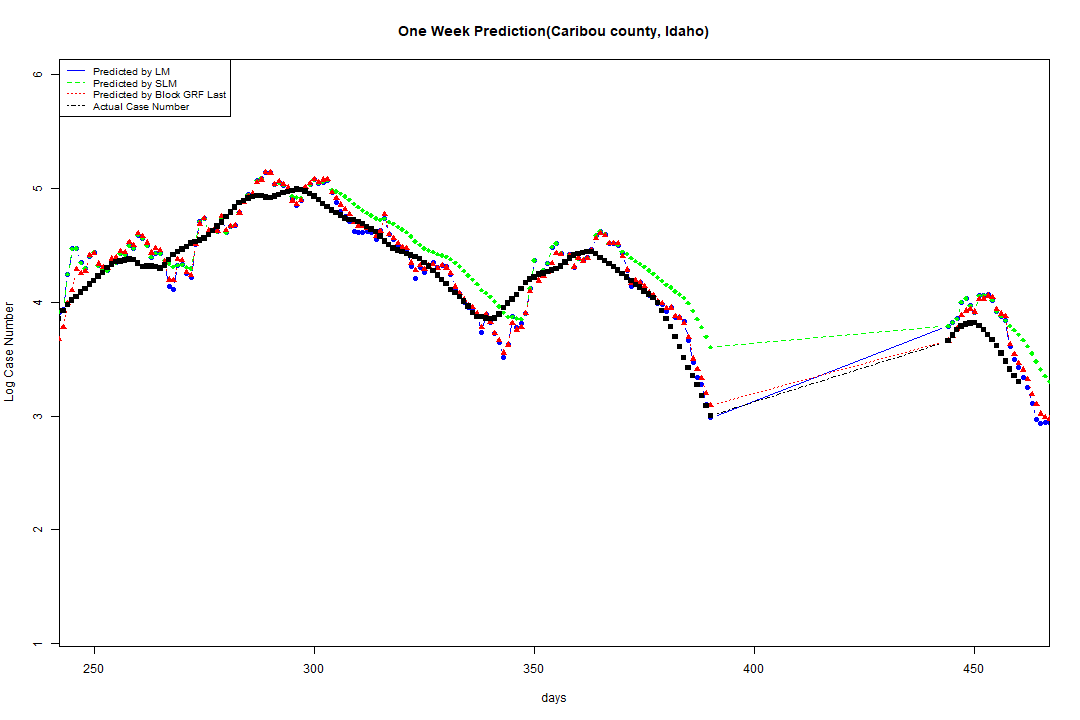 One Week Prediction(Caribou county, Idaho)
Predicted by LM
Predicted by SLM
Predicted by Block GRF Last
Actual Case Number
6
5
4
3
2
1
Log Case Number
250 300 350 400 450
days